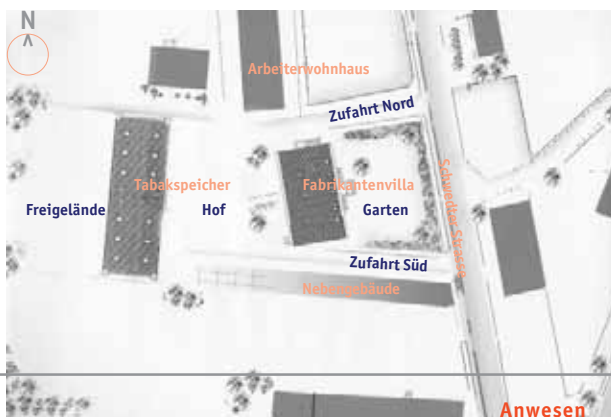 N
Arbeiterwohnhaus
Zufahrt Nord
Tabakspeicher
Fabrikantenvilla
Schwedter Strasse
Freigelände
Hof
Garten
Zufahrt Süd
Nebengebäude
Anwesen